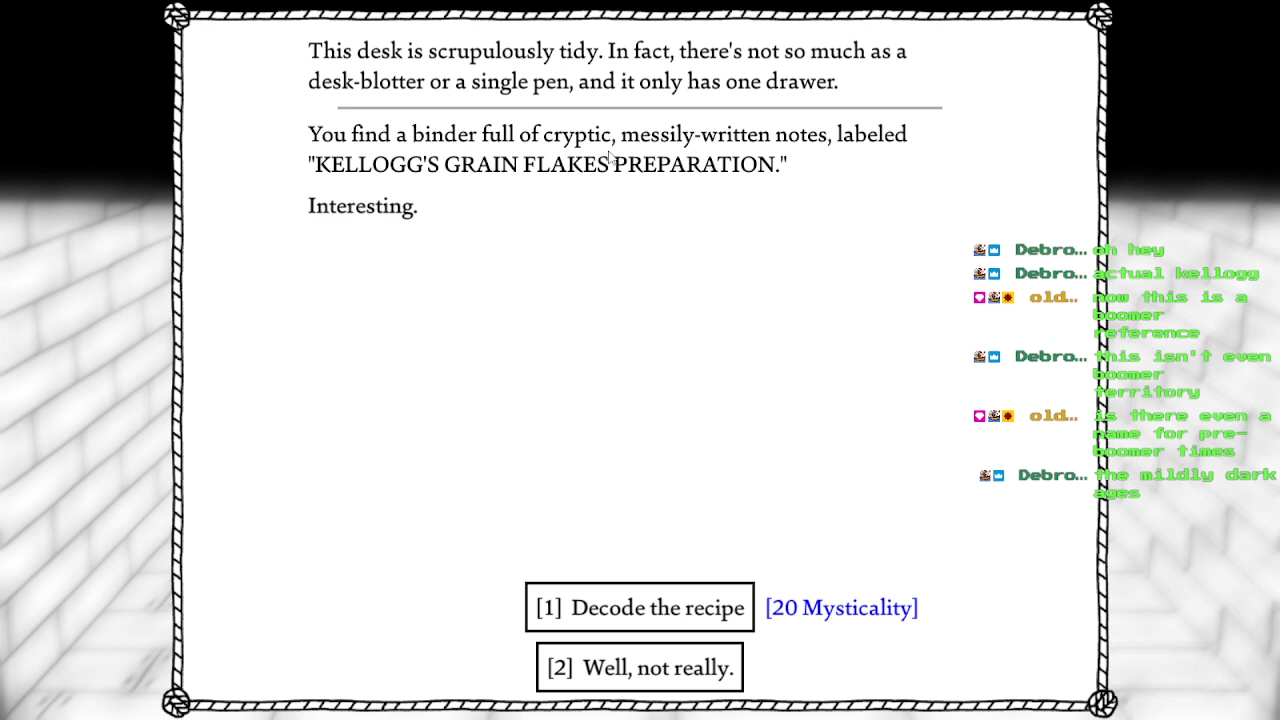 This desk is scrupulously tidy. In fact, there's not so much as a
desk-blotter or a single pen, and it only has one drawer.
You find a binder full of cryptic, messily-written notes, labeled
"KELLOGG'S GRAIN FLAKES PREPARATION."
Interesting.
Debro... oh hey
Debro... actual kellogg
old... now this is a
boomer
reference
Debro... this isn't even
boomer
territory
old... is there even a
name for pre-
boomer times
Debro... the mildly dark
ages
[1] Decode the recipe [20 Mysticality]
[2] Well, not really.